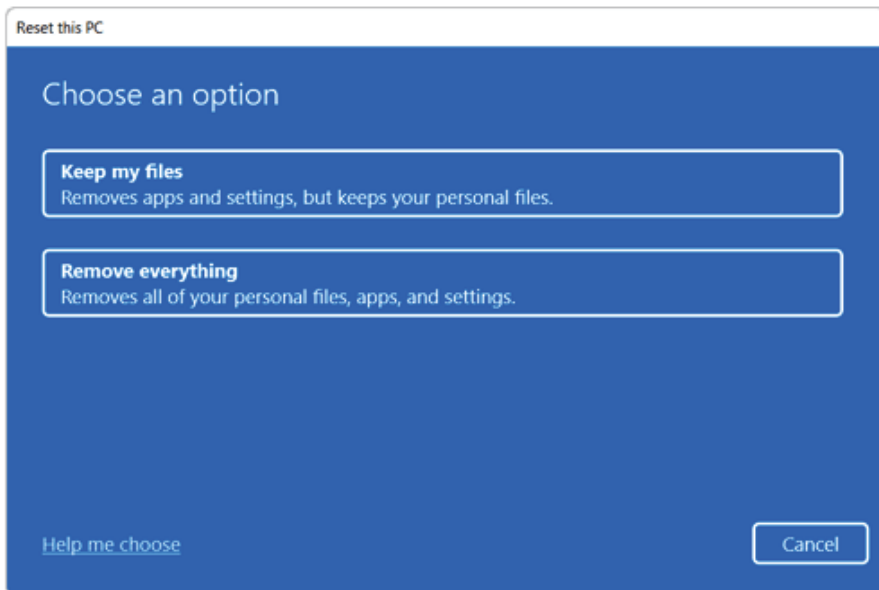 Reset this PC
Choose an option
Keep my files
Removes apps and settings, but keeps your personal files.
Remove everything
Removes all of your personal files, apps, and settings.
Help me choose
Cancel